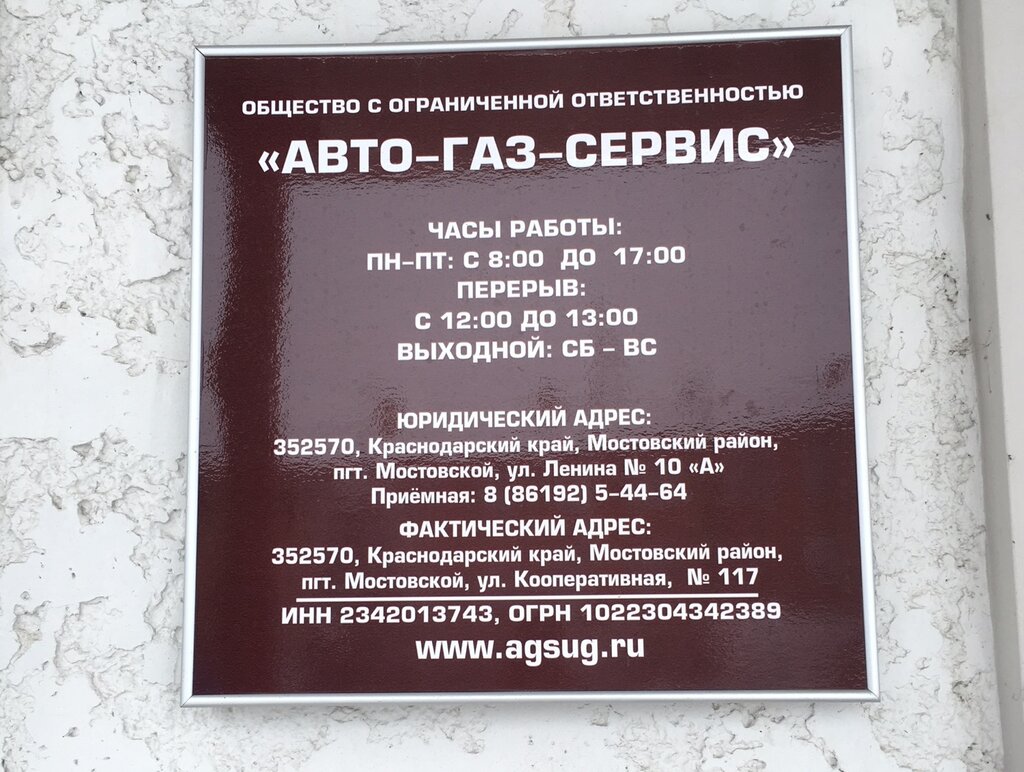 ОБЩЕСТВО С ОГРАНИЧЕННОЙ ОТВЕТСТВЕННОСТЬЮ
«АВТО-ГАЗ-СЕРВИС»
ЧАСЫ РАБОТЫ:
ПН-ПТ: С 8:00 ДО 17:00
ПЕРЕРЫВ:
С 12:00 ДО 13:00
ВЫХОДНОЙ: СБ - ВС
ЮРИДИЧЕСКИЙ АДРЕС:
352570, Краснодарский край, Мостовский район,
пгт. Мостовской, ул. Ленина № 10 «А»
Приёмная: 8 (86192) 5-44-64
ФАКТИЧЕСКИЙ АДРЕС:
352570, Краснодарский край, Мостовский район,
пгт. Мостовской, ул. Кооперативная, № 117
ИНН 2342013743, ОГРН 1022304342389
www.agsug.ru